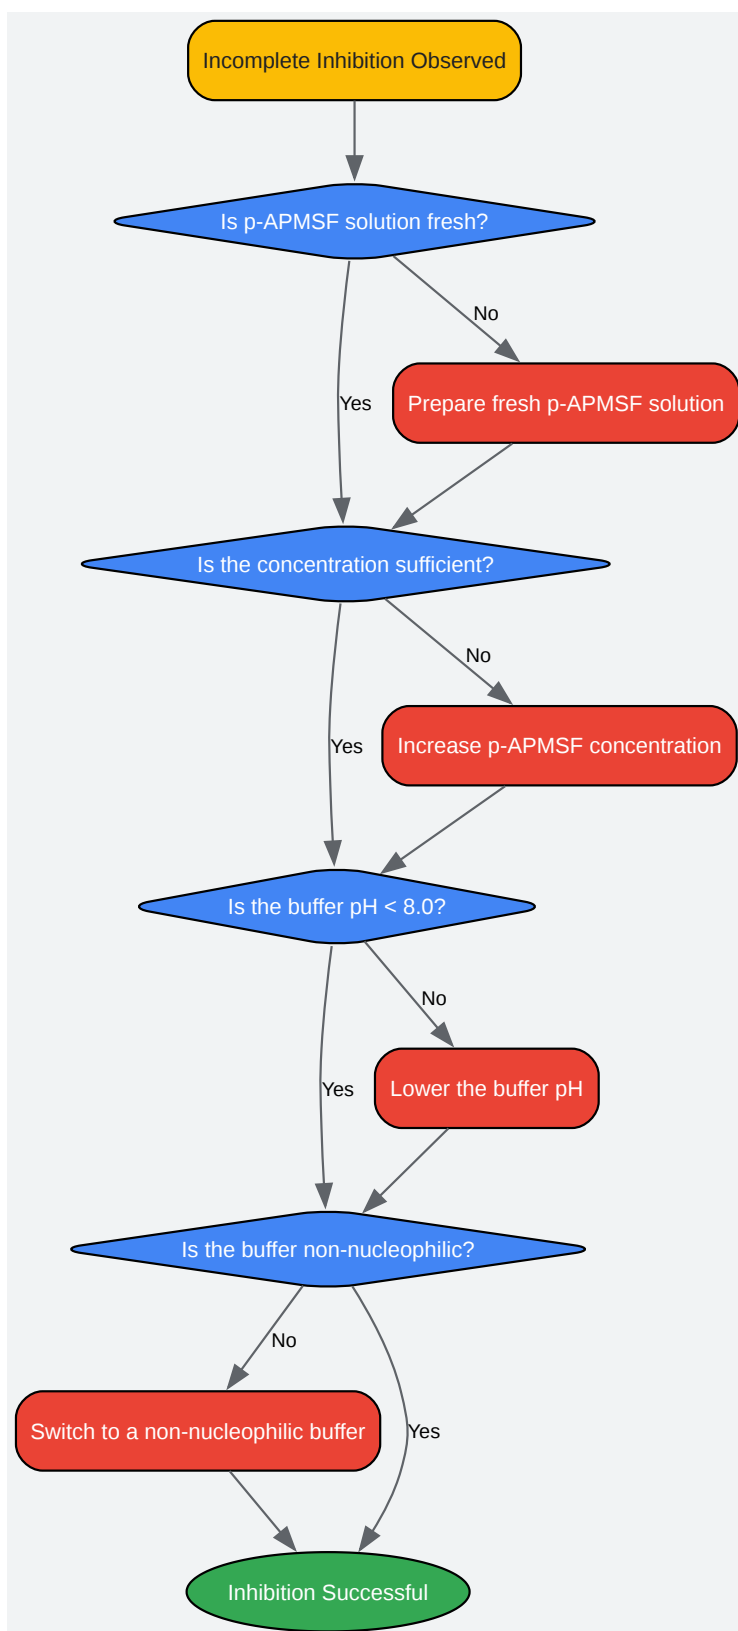 Incomplete Inhibition Observed
Is p-APMSF solution fresh?
No
Yes
Prepare fresh p-APMSF solution
Is the concentration sufficient?
No
Yes
Increase p-APMSF concentration
Is the buffer pH < 8.0?
No
Yes
Lower the buffer pH
Is the buffer non-nucleophilic?
No
Switch to a non-nucleophilic buffer
Yes
Inhibition Successful